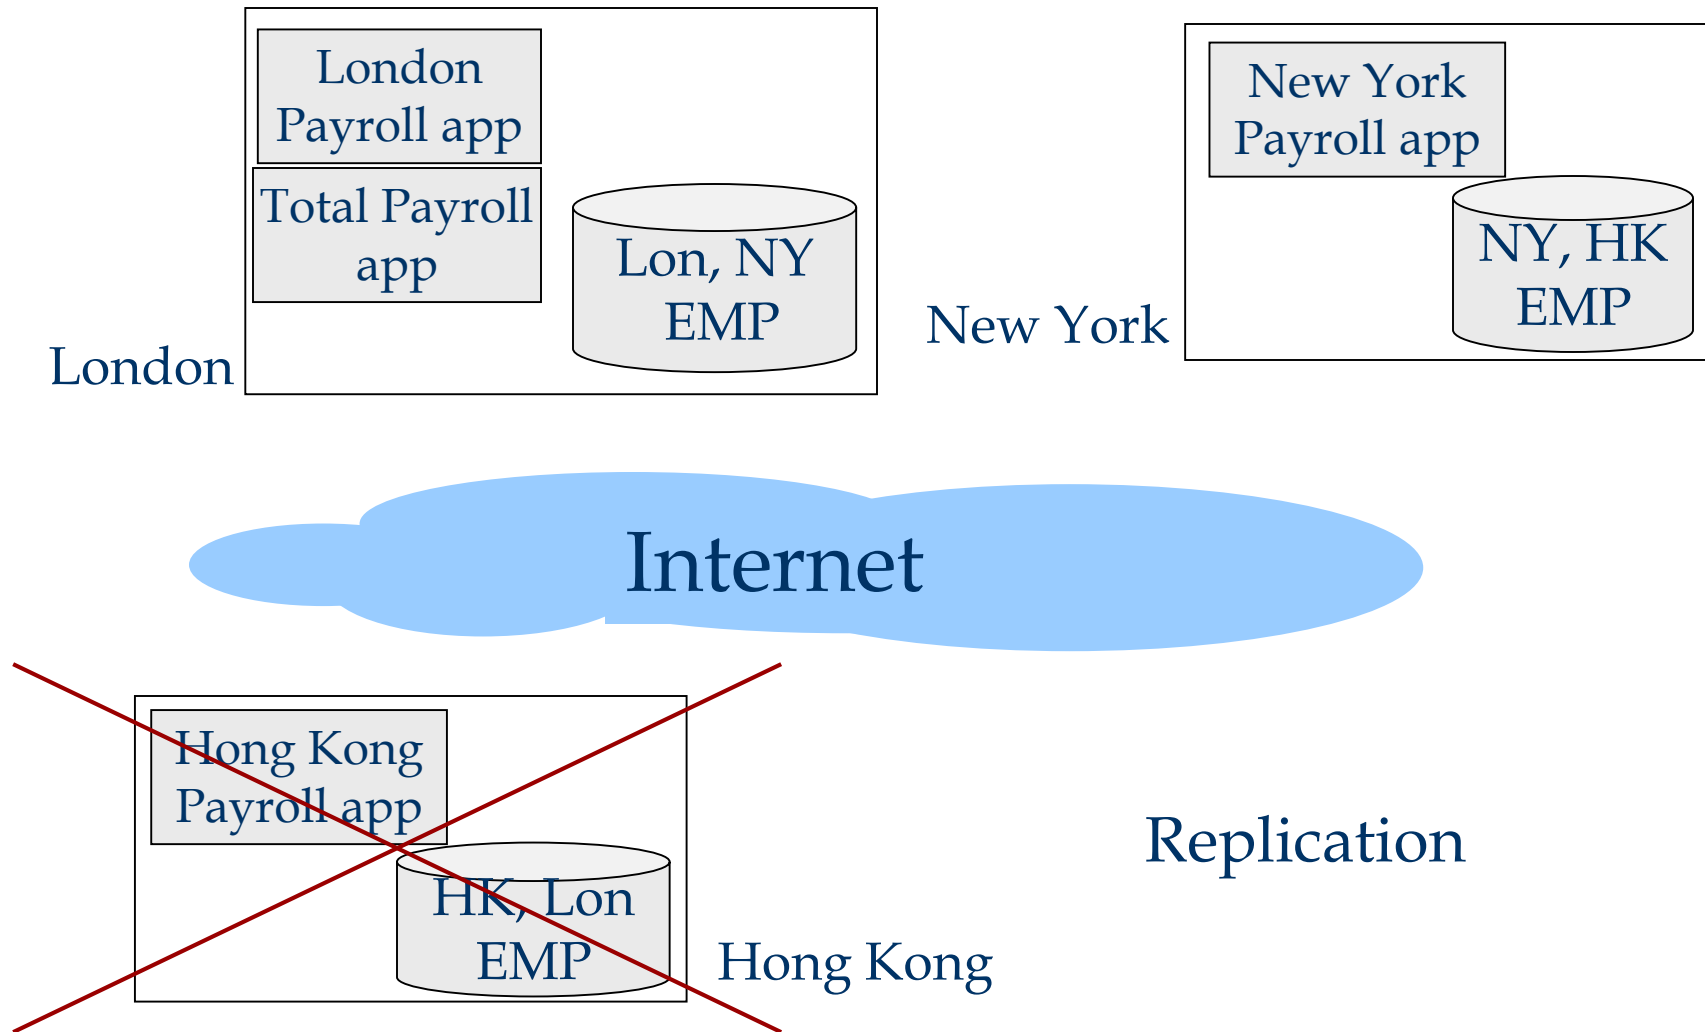 London
Payroll app
Total Payroll
app
Lon, NY
EMP
London
New York
Payroll app
NY, HK
EMP
New York
Internet
Hong Kong
Payroll app
HK, Lon
EMP
Hong Kong
Replication